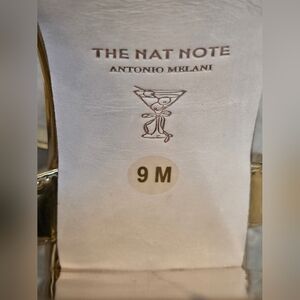 THE NAT NOTE
ANTONIO MELANI
9 M